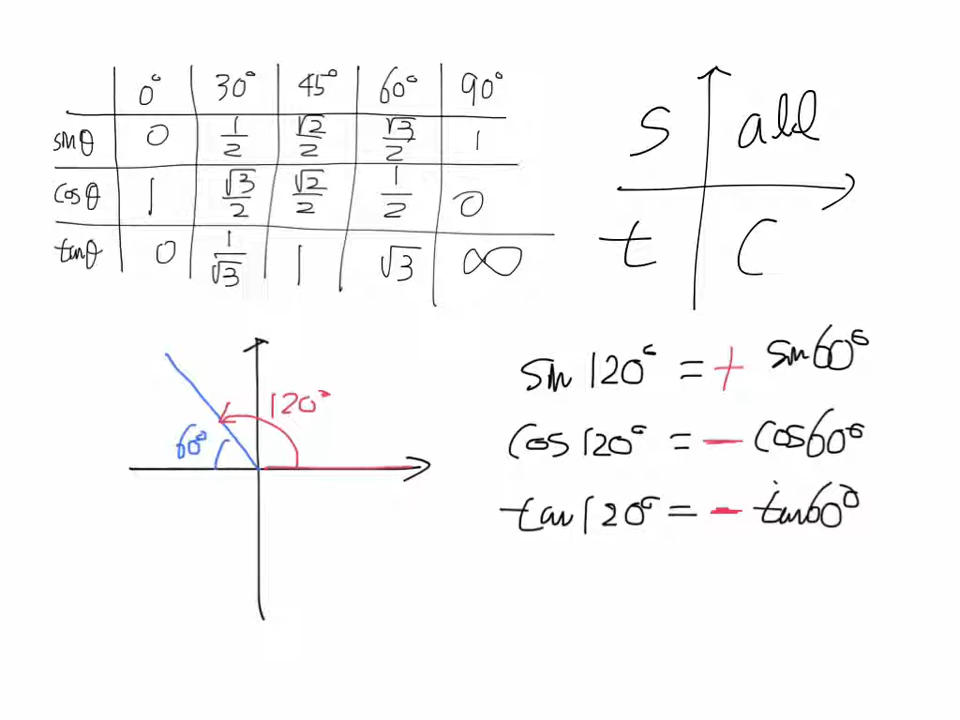 0° 30° 45° 60° 90°
sinθ 0 1/2 √2/2 √3/2 1
cosθ 1 √3/2 √2/2 1/2 0
tanθ 0 1/√3 1 √3 ∞
S all
t C
120°
60°
sin 120° = + sin60°
cos 120° = - cos60°
tan 120° = - tan60°